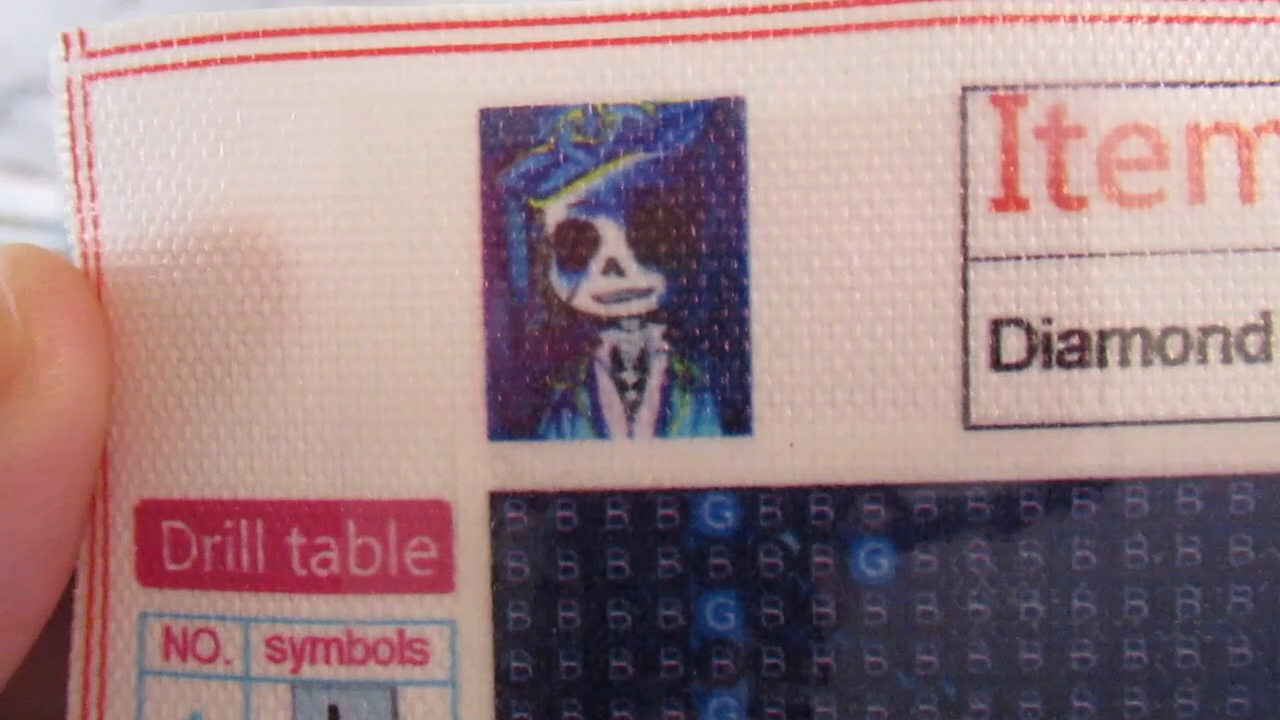 Item
Diamond
Drill table
NO. symbols
B B B B G B B B B B B B B B B
B B B B B B B G B B B B B B B
B B B B G B B B B B B B B B B
B B B B B B B B B B B B B B B
B B B B G B B B B B B B B B B